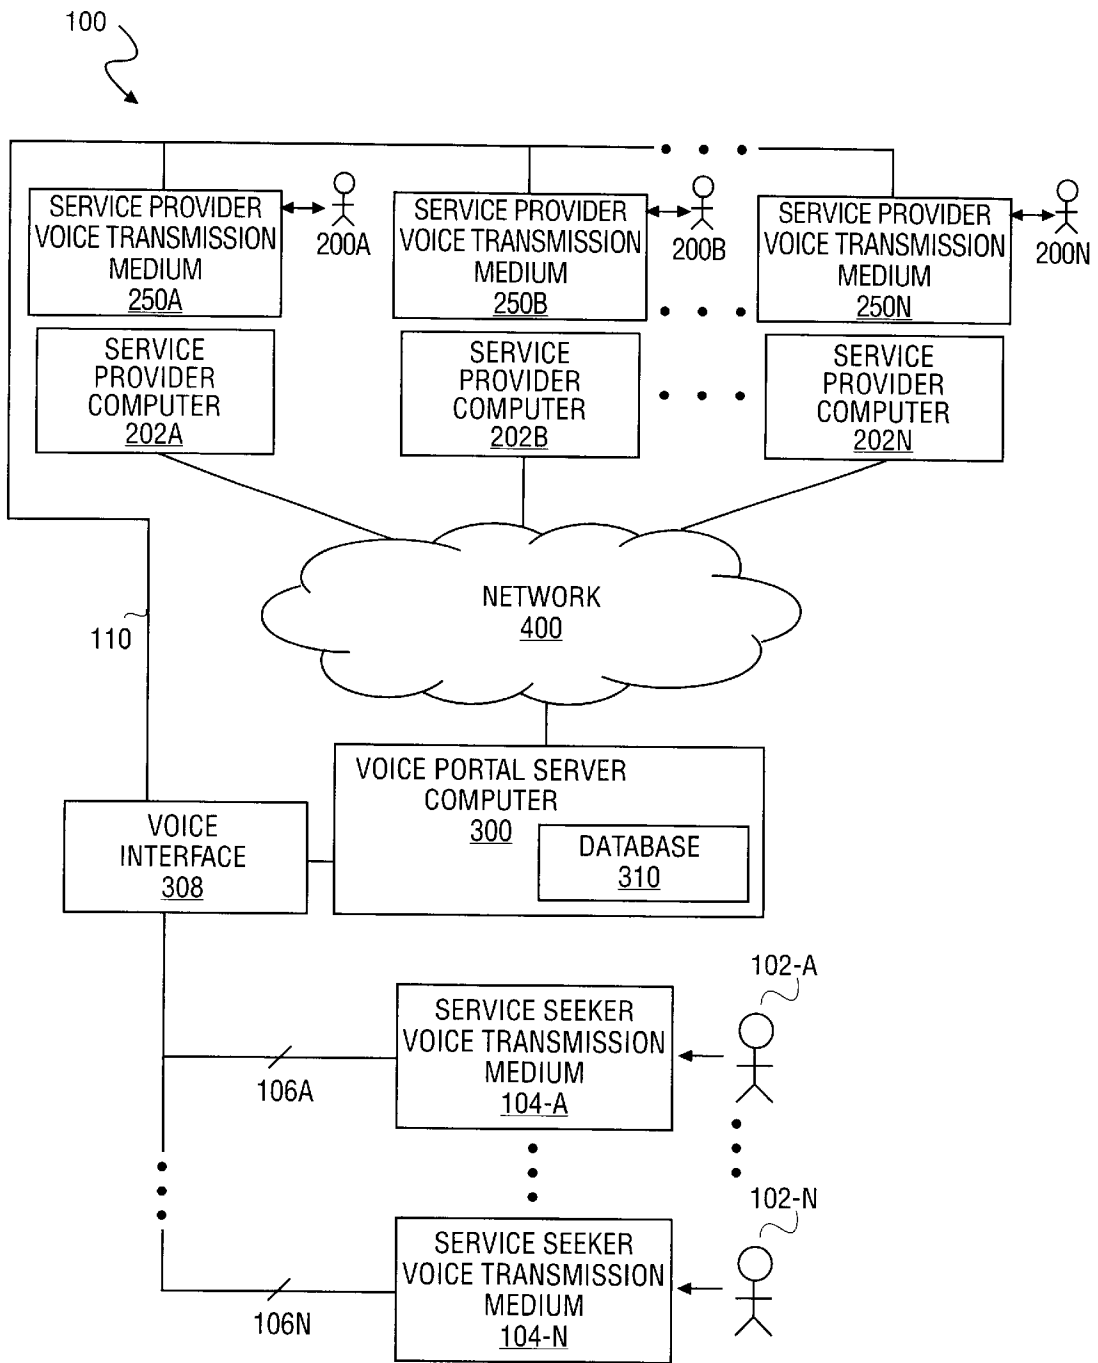 100
SERVICE PROVIDER
VOICE TRANSMISSION
MEDIUM
250A
200A
SERVICE PROVIDER
VOICE TRANSMISSION
MEDIUM
250B
200B
SERVICE PROVIDER
VOICE TRANSMISSION
MEDIUM
250N
200N
SERVICE
PROVIDER
COMPUTER
202A
SERVICE
PROVIDER
COMPUTER
202B
SERVICE
PROVIDER
COMPUTER
202N
NETWORK
400
110
VOICE PORTAL SERVER
COMPUTER
300
DATABASE
310
VOICE
INTERFACE
308
102-A
SERVICE SEEKER
VOICE TRANSMISSION
MEDIUM
104-A
106A
102-N
SERVICE SEEKER
VOICE TRANSMISSION
MEDIUM
104-N
106N